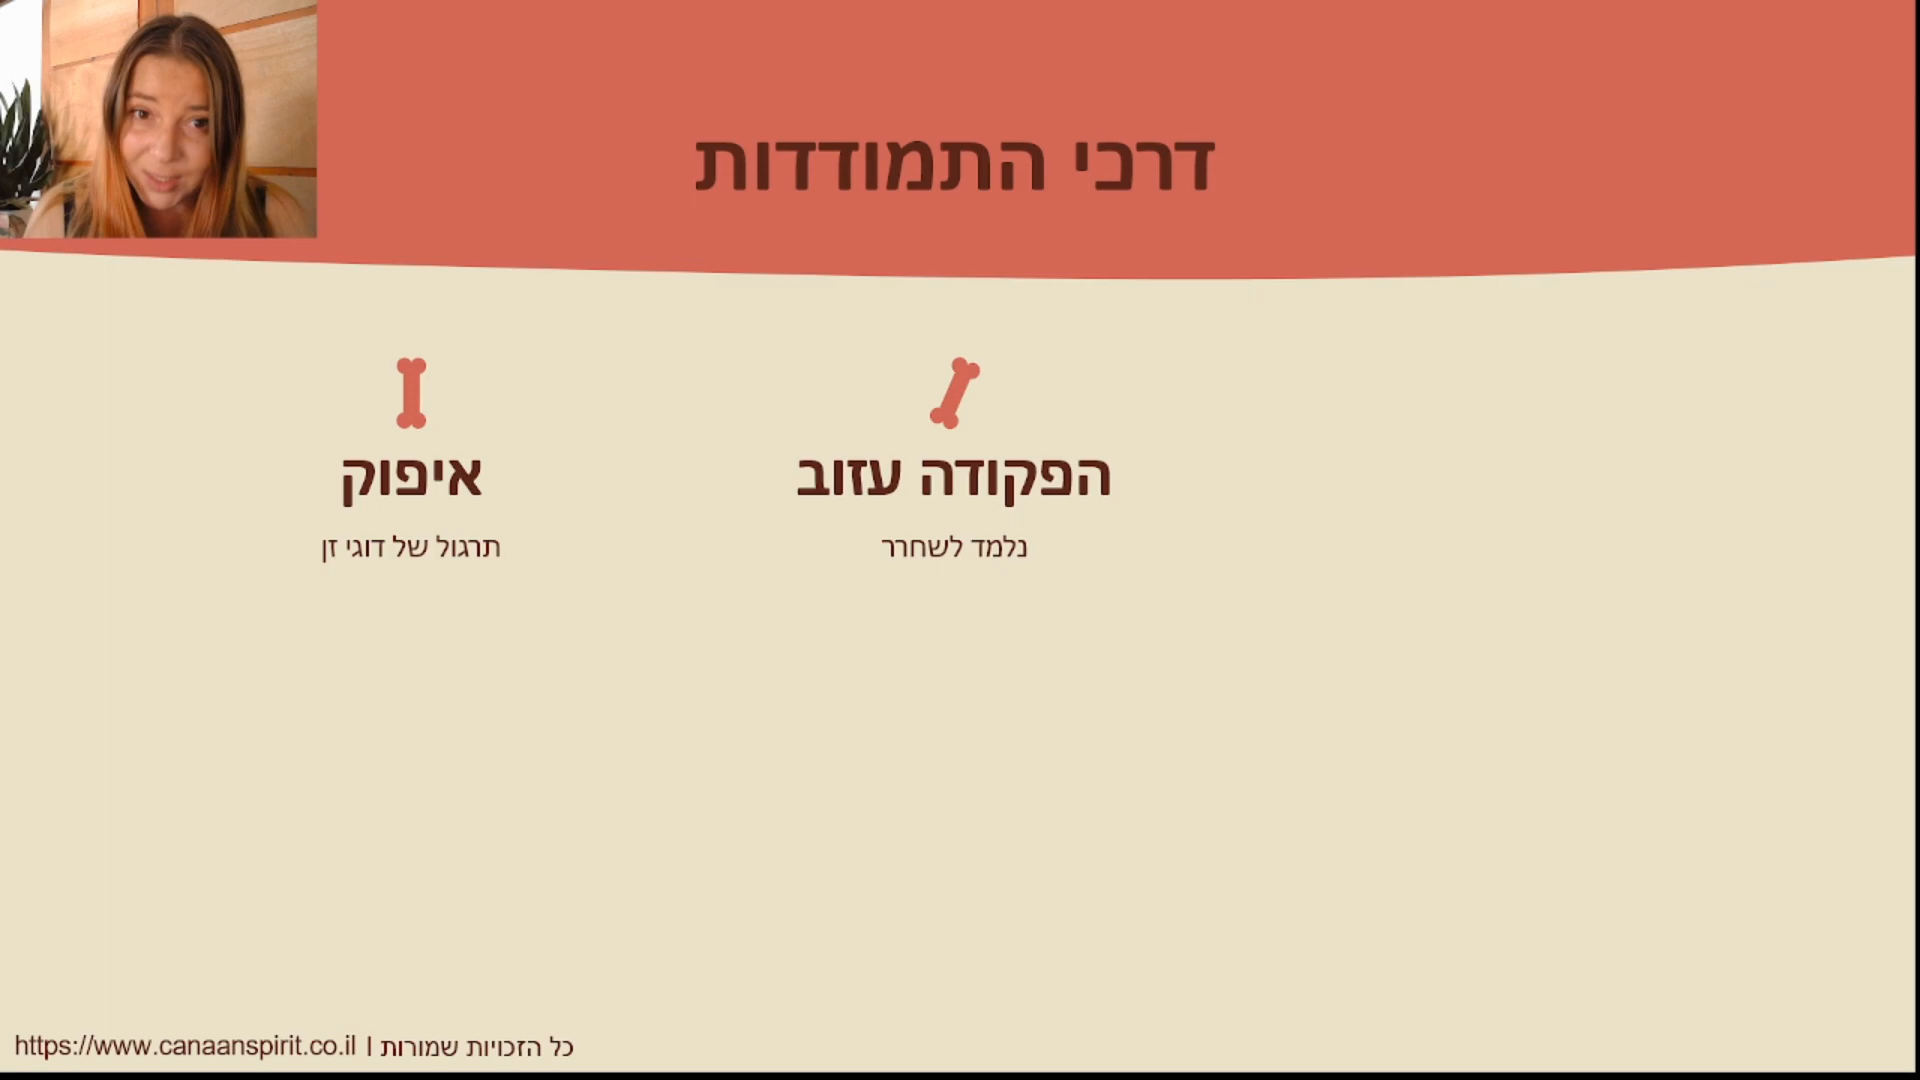 דרכי התמודדות
הפקודה עזוב
נלמד לשחרר
איפוק
תרגול של דוגי זן
כל הזכויות שמורות | https://www.canaanspirit.co.il